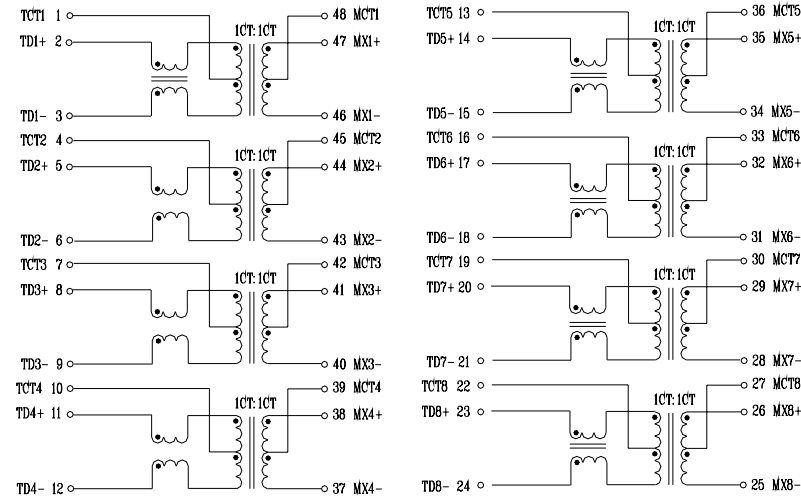 TCT1 1
48 MCT1
1CT:1CT
TD1+ 2
47 MX1+
TD1- 3
46 MX1-
TCT2 4
45 MCT2
1CT:1CT
TD2+ 5
44 MX2+
TD2- 6
43 MX2-
TCT3 7
42 MCT3
1CT:1CT
TD3+ 8
41 MX3+
TD3- 9
40 MX3-
TCT4 10
39 MCT4
1CT:1CT
TD4+ 11
38 MX4+
TD4- 12
37 MX4-
TCT5 13
36 MCT5
1CT:1CT
TD5+ 14
35 MX5+
TD5- 15
34 MX5-
TCT6 16
33 MCT6
1CT:1CT
TD6+ 17
32 MX6+
TD6- 18
31 MX6-
TCT7 19
30 MCT7
1CT:1CT
TD7+ 20
29 MX7+
TD7- 21
28 MX7-
TCT8 22
27 MCT8
1CT:1CT
TD8+ 23
26 MX8+
TD8- 24
25 MX8-